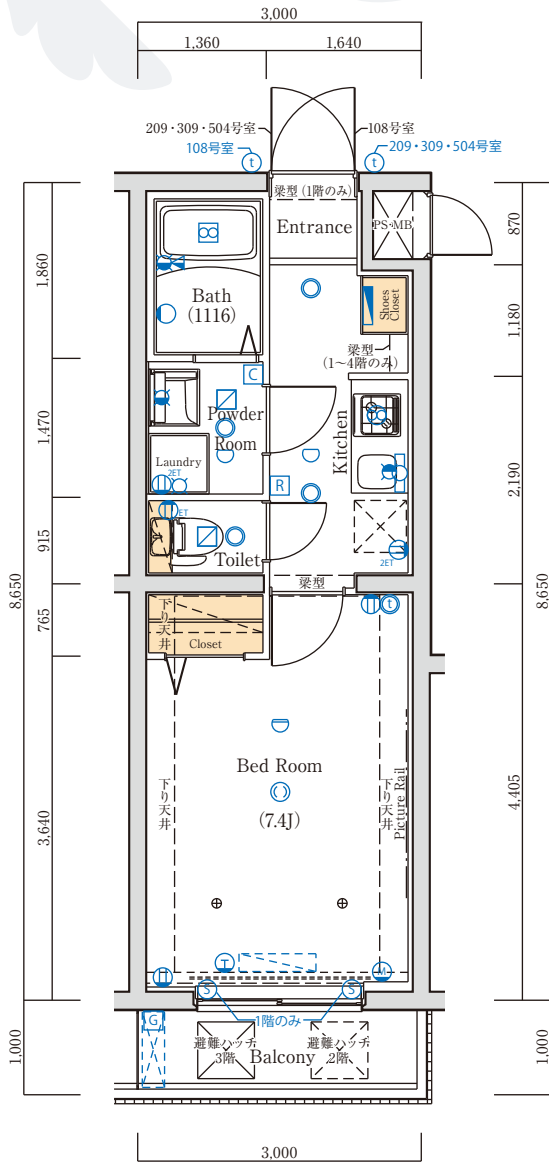 3,000
1,360
1,640
209・309・504号室
108号室
108号室
t
t
209・309・504号室
梁型 (1階のみ)
Entrance
PS・MB
870
1,860
Bath
(1116)
Shoes
Closet
1,180
梁型
(1〜4階のみ)
C
Powder
Room
Kitchen
1,470
Laundry
2ET
R
2,190
ET
915
Toilet
2ET
梁型
8,650
8,650
765
下り天井
Closet
t
Bed Room
(7.4J)
下り天井
下り天井
Picture Rail
3,640
4,405
T
M
S
S
1階のみ
G
避難ハッチ
3階
Balcony
避難ハッチ
2階
1,000
1,000
3,000